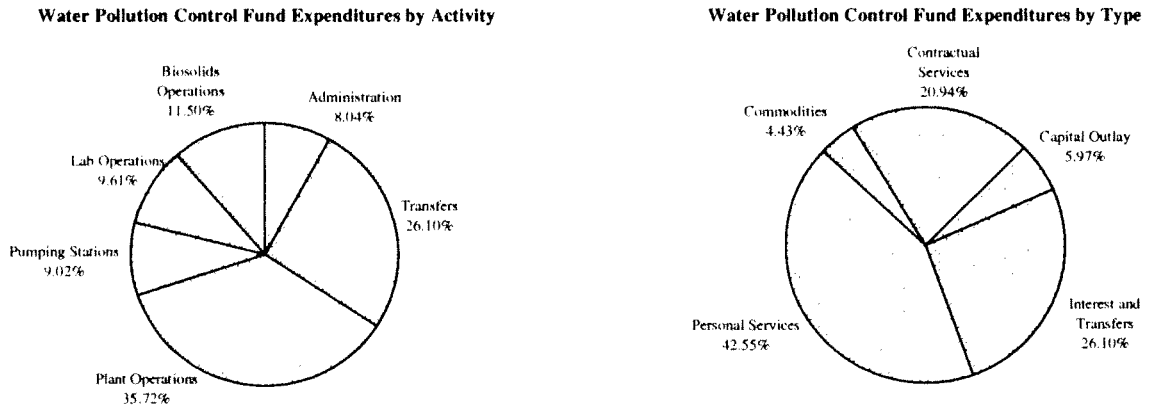 Water Pollution Control Fund Expenditures by Activity
Biosolids
Operations
11.50%
Administration
8.04%
Lab Operations
9.61%
Transfers
26.10%
Pumping Stations
9.02%
Plant Operations
35.72%
Water Pollution Control Fund Expenditures by Type
Contractual
Services
20.94%
Commodities
4.43%
Capital Outlay
5.97%
Interest and
Transfers
26.10%
Personal Services
42.55%